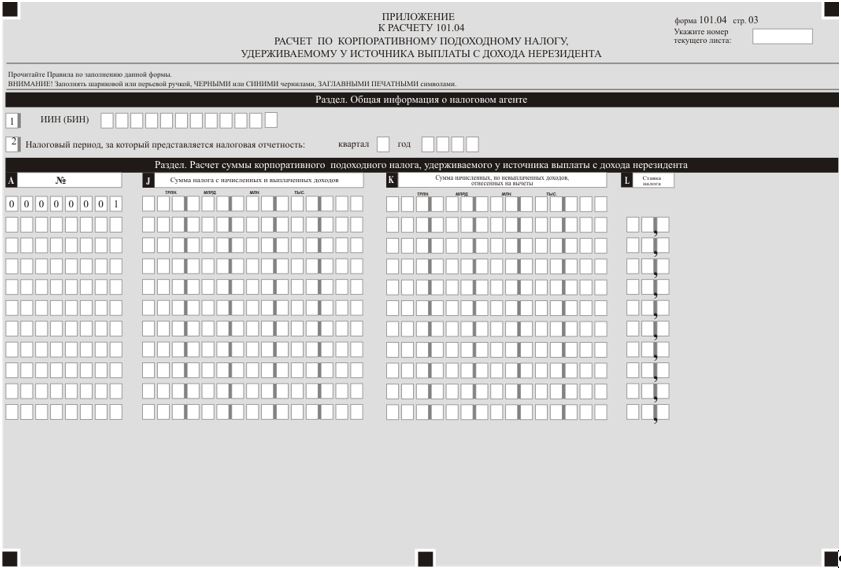 ПРИЛОЖЕНИЕ
К РАСЧЕТУ 101.04
РАСЧЕТ ПО КОРПОРАТИВНОМУ ПОДОХОДНОМУ НАЛОГУ,
УДЕРЖИВАЕМОМУ У ИСТОЧНИКА ВЫПЛАТЫ С ДОХОДА НЕРЕЗИДЕНТА
форма 101.04 стр. 03
Укажите номер
текущего листа:
Прочитайте Правила по заполнению данной формы.
ВНИМАНИЕ! Заполнять шариковой или перьевой ручкой, ЧЕРНЫМИ или СИНИМИ чернилами, ЗАГЛАВНЫМИ ПЕЧАТНЫМИ символами.
Раздел. Общая информация о налоговом агенте
1 ИИН (БИН)
2 Налоговый период, за который представляется налоговая отчетность: квартал год
Раздел. Расчет суммы корпоративного подоходного налога, удерживаемого у источника выплаты с дохода нерезидента
A № J Сумма налога с начисленных и выплаченных доходов K Сумма начисленных, но невыплаченных доходов, L Ставка
отнесенных на вычеты налога
ТРЛН. МЛРД. МЛН. ТЫС. ТРЛН. МЛРД. МЛН. ТЫС.
0 0 0 0 0 0 0 1
,
,
,
,
,
,
,
,
,
,